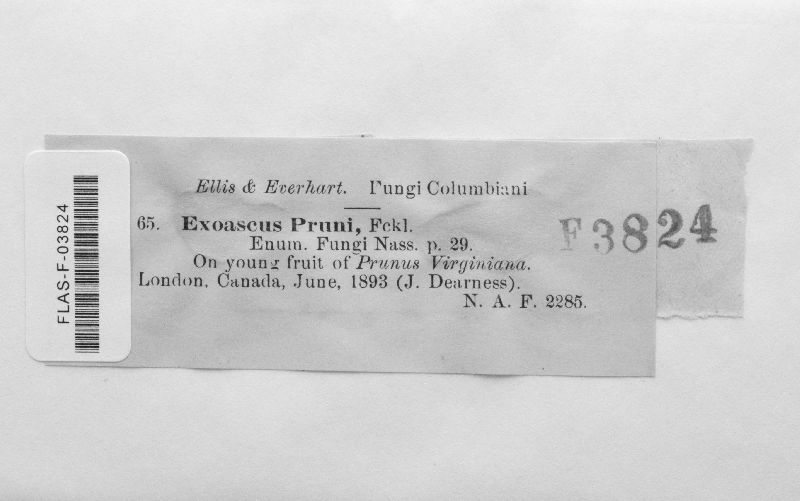 FLAS-F-03824
Ellis & Everhart. Fungi Columbiani
65. Exoascus Pruni, Fckl.
Enum. Fungi Nass. p. 29.
On young fruit of Prunus Virginiana.
London, Canada, June, 1893 (J. Dearness).
N. A. F. 2285.
F3824